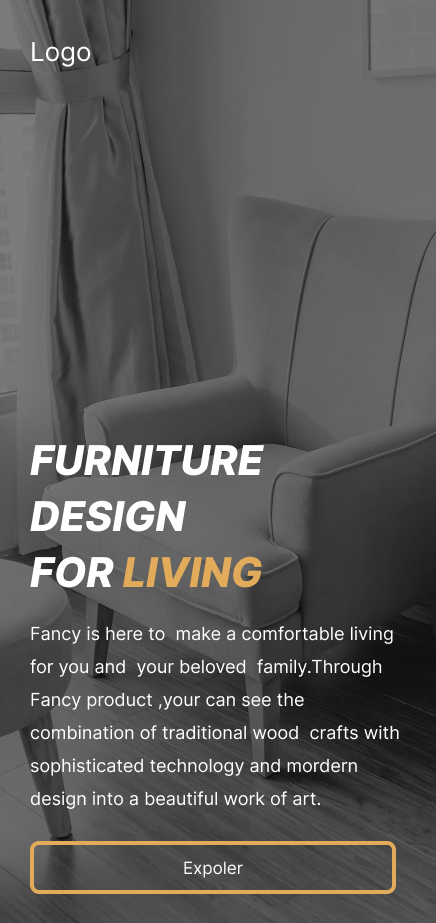 Logo
FURNITURE
DESIGN
FOR LIVING
Fancy is here to  make a comfortable living
for you and  your beloved  family.Through
Fancy product ,your can see the
combination of traditional wood  crafts with
sophisticated technology and mordern
design into a beautiful work of art.
Expoler